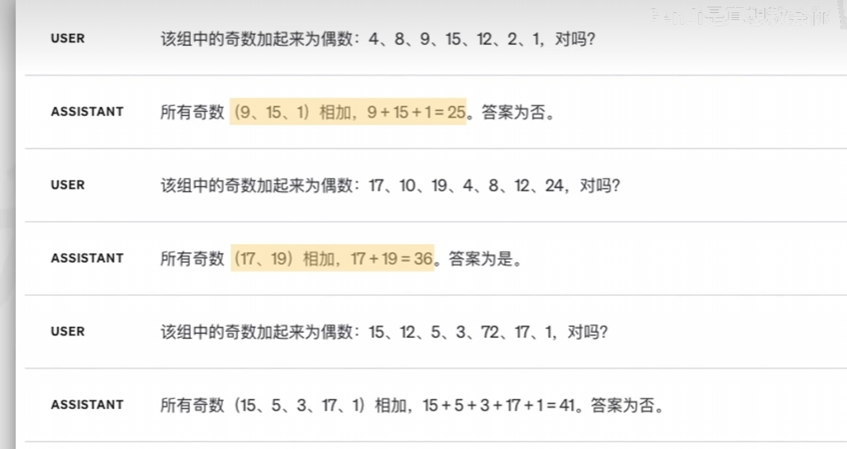 USER 该组中的奇数加起来为偶数：4、8、9、15、12、2、1，对吗？
ASSISTANT 所有奇数（9、15、1）相加，9 + 15 + 1 = 25。答案为否。
USER 该组中的奇数加起来为偶数：17、10、19、4、8、12、24，对吗？
ASSISTANT 所有奇数（17、19）相加，17 + 19 = 36。答案为是。
USER 该组中的奇数加起来为偶数：15、12、5、3、72、17、1，对吗？
ASSISTANT 所有奇数（15、5、3、17、1）相加，15 + 5 + 3 + 17 + 1 = 41。答案为否。